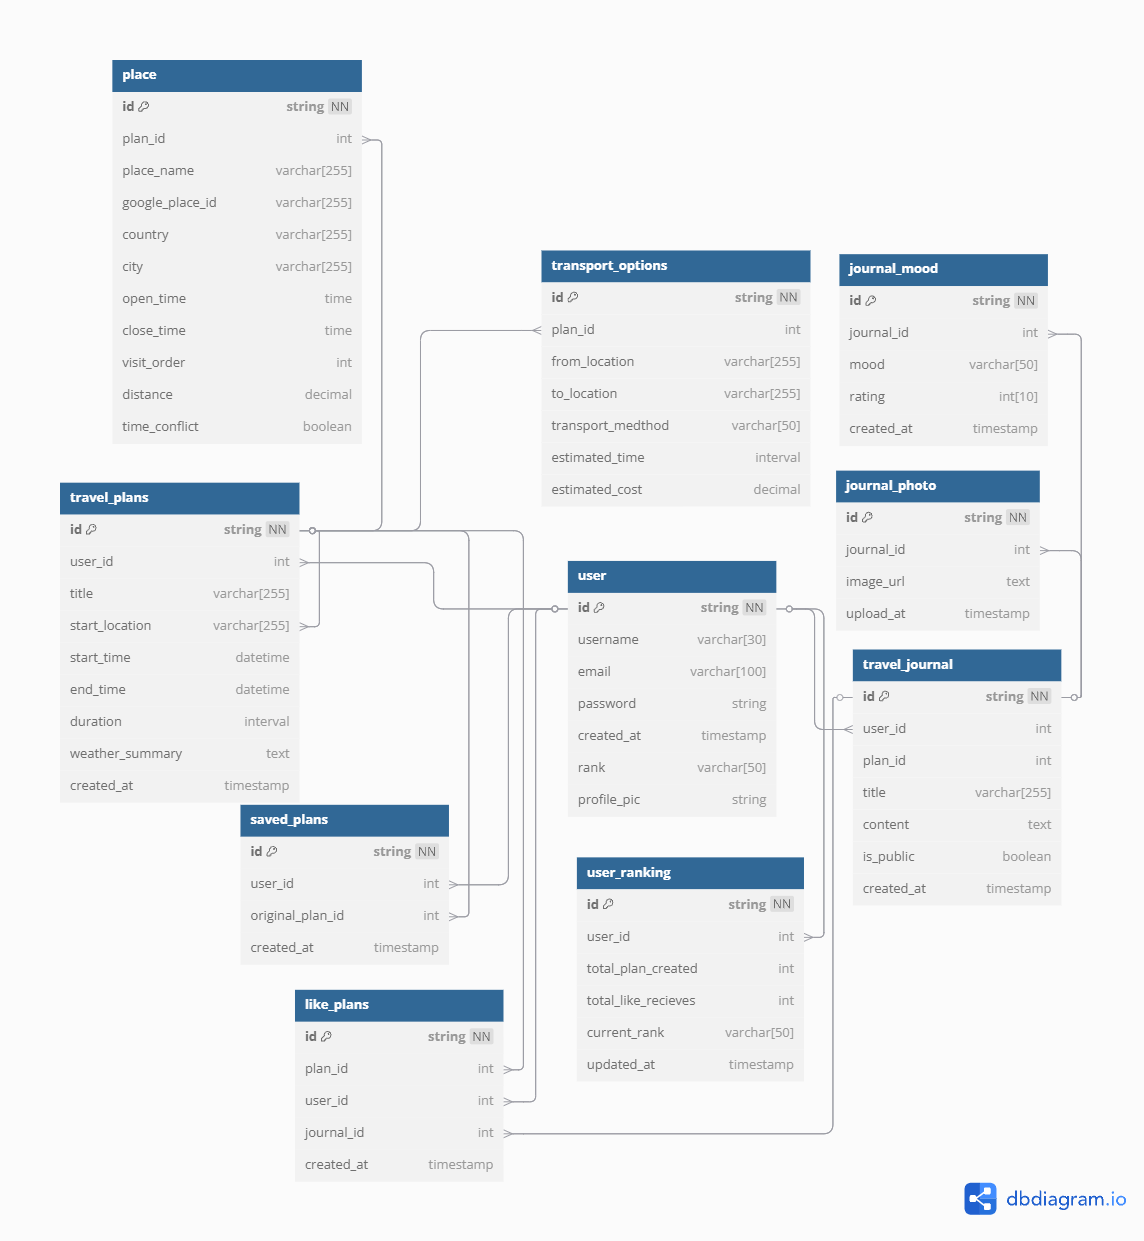 place
id string NN
plan_id int
place_name varchar[255]
google_place_id varchar[255]
country varchar[255]
city varchar[255]
open_time time
close_time time
visit_order int
distance decimal
time_conflict boolean
transport_options
id string NN
plan_id int
from_location varchar[255]
to_location varchar[255]
transport_medthod varchar[50]
estimated_time interval
estimated_cost decimal
journal_mood
id string NN
journal_id int
mood varchar[50]
rating int[10]
created_at timestamp
journal_photo
id string NN
journal_id int
image_url text
upload_at timestamp
travel_plans
id string NN
user_id int
title varchar[255]
start_location varchar[255]
start_time datetime
end_time datetime
duration interval
weather_summary text
created_at timestamp
user
id string NN
username varchar[30]
email varchar[100]
password string
created_at timestamp
rank varchar[50]
profile_pic string
travel_journal
id string NN
user_id int
plan_id int
title varchar[255]
content text
is_public boolean
created_at timestamp
saved_plans
id string NN
user_id int
original_plan_id int
created_at timestamp
user_ranking
id string NN
user_id int
total_plan_created int
total_like_recieves int
current_rank varchar[50]
updated_at timestamp
like_plans
id string NN
plan_id int
user_id int
journal_id int
created_at timestamp
dbdiagram.io